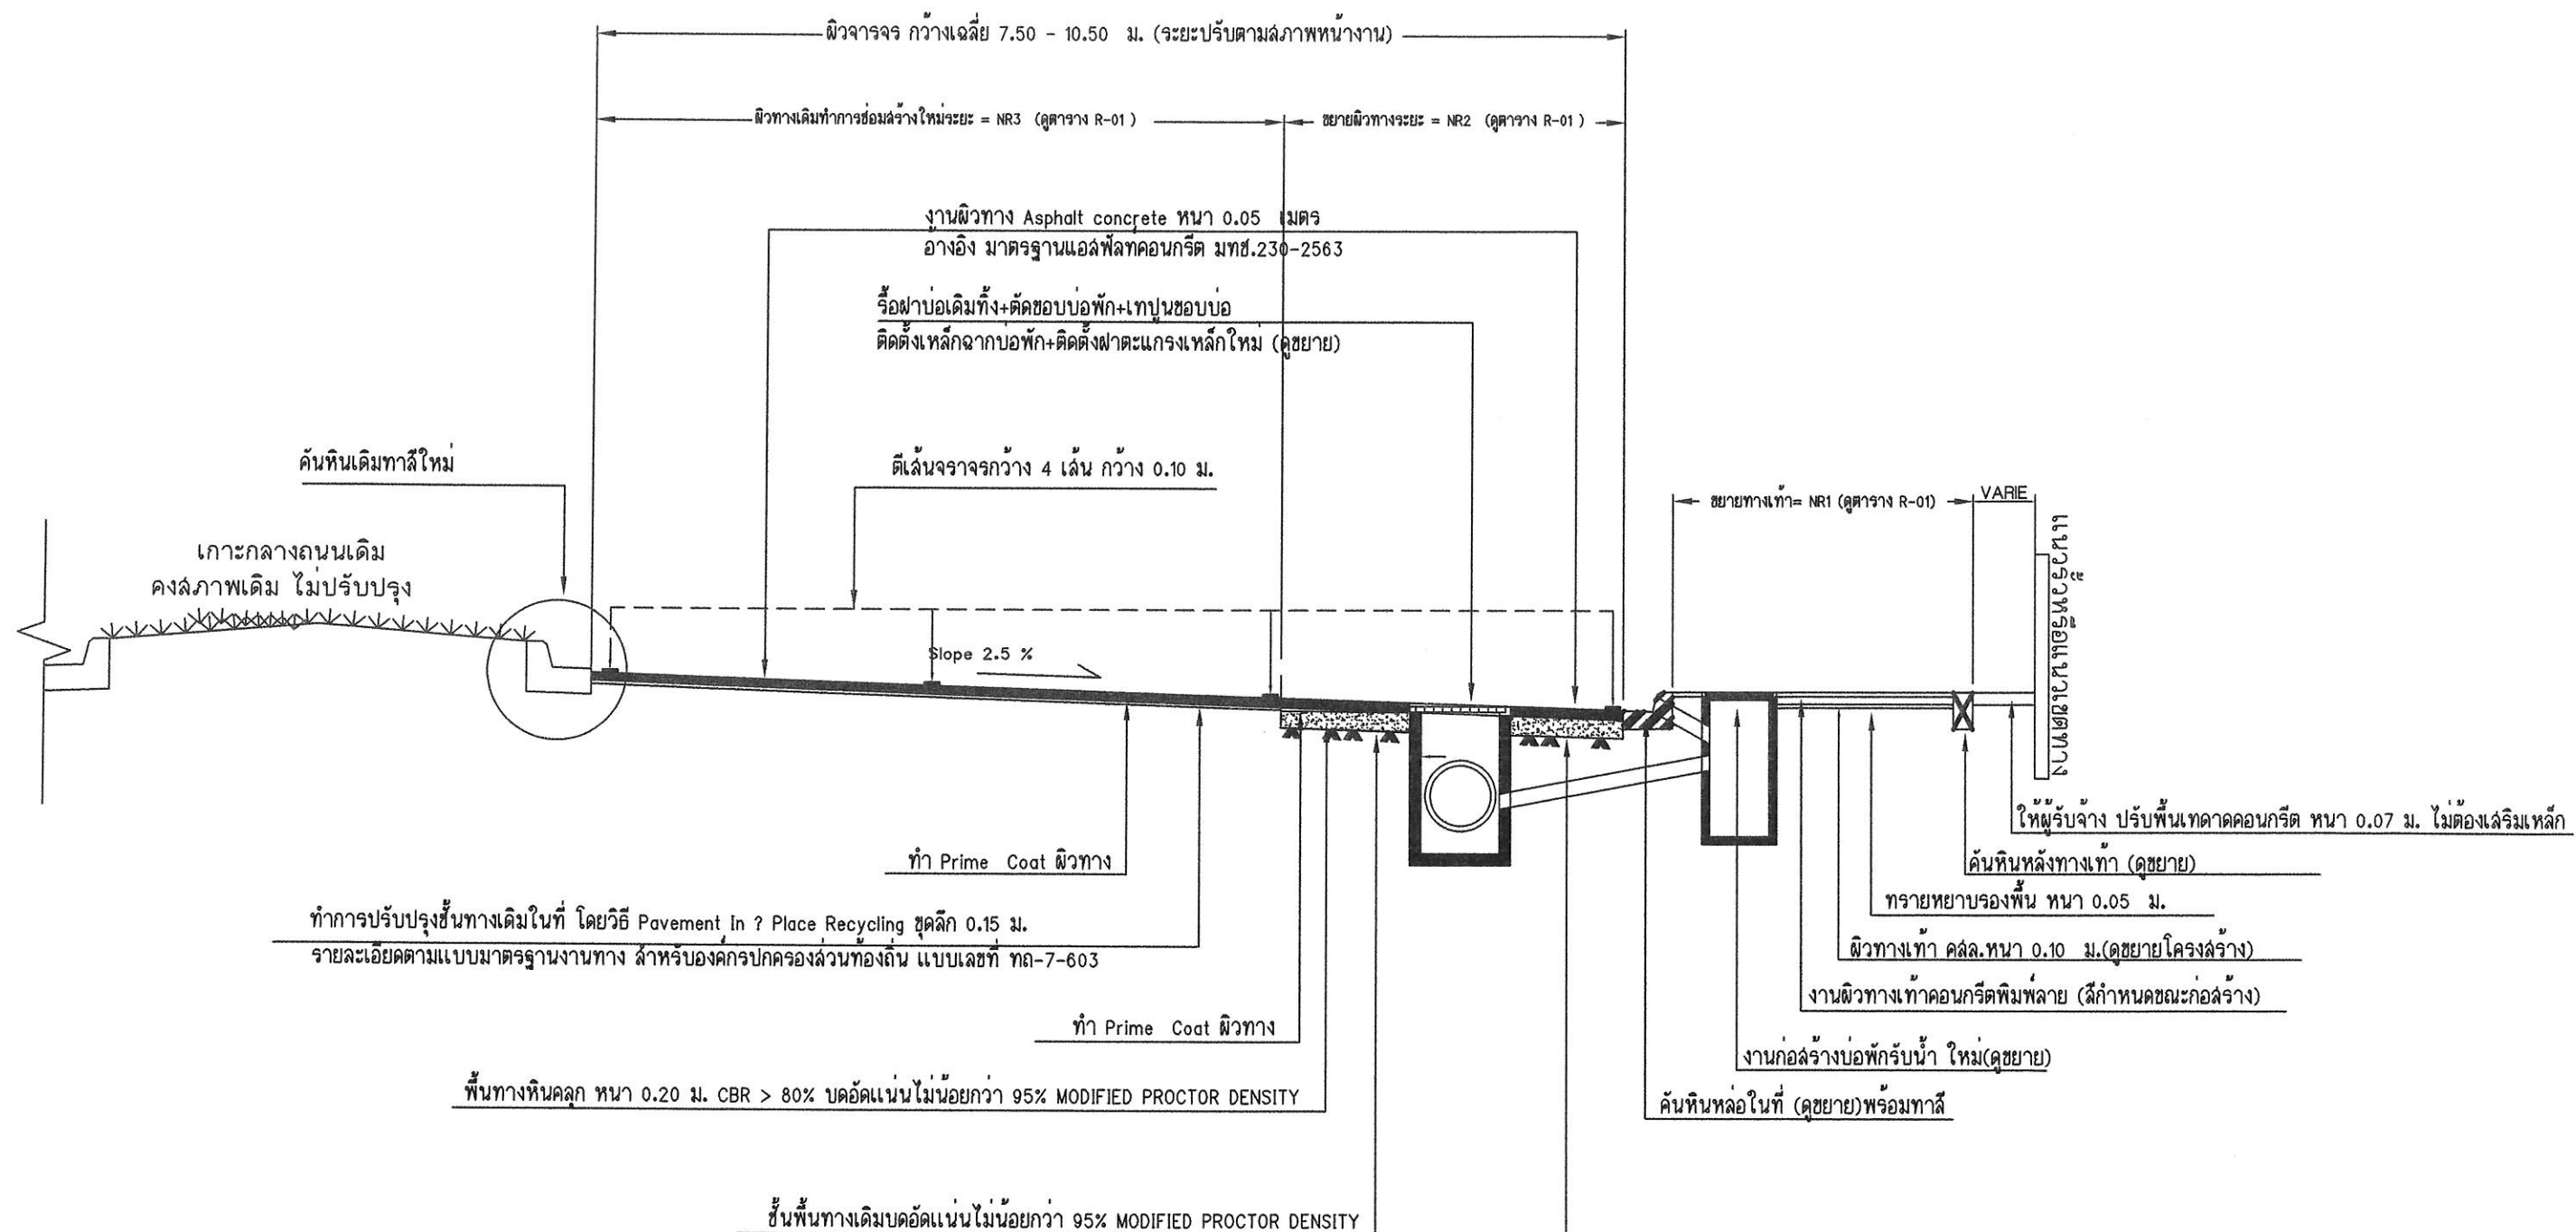 ผิวจารจร กว้างเฉลี่ย 7.50 - 10.50 ม. (ระยะปรับตามสภาพหน้างาน)
ผิวทางเดิมทำการซ่อมสร้างใหม่ระยะ = NR3 (ดูตาราง R-01 )
ขยายผิวทางระยะ = NR2 (ดูตาราง R-01 )
งานผิวทาง Asphalt concrete หนา 0.05 เมตร
อ้างอิง มาตรฐานแอสฟัลท์คอนกรีต มทช.230-2563
รื้อฝาบ่อเดิมทิ้ง+ตัดขอบบ่อพัก+เทปูนขอบบ่อ
ติดตั้งเหล็กฉากบ่อพัก+ติดตั้งฝาตะแกรงเหล็กใหม่ (ดูขยาย)
คันหินเดิมทาสีใหม่
ตีเส้นจราจรกว้าง 4 เส้น กว้าง 0.10 ม.
ขยายทางเท้า= NR1 (ดูตาราง R-01)
VARIE
แนวรั้วหรือแนวเขตทาง
เกาะกลางถนนเดิม
คงสภาพเดิม ไม่ปรับปรุง
Slope 2.5 %
ให้ผู้รับจ้าง ปรับพื้นเทดาดคอนกรีต หนา 0.07 ม. ไม่ต้องเสริมเหล็ก
ทำ Prime Coat ผิวทาง
คันหินหลังทางเท้า (ดูขยาย)
ทรายหยาบรองพื้น หนา 0.05 ม.
ทำการปรับปรุงชั้นทางเดิมในที่ โดยวิธี Pavement In ? Place Recycling ขุดลึก 0.15 ม.
รายละเอียดตามแบบมาตรฐานงานทาง สำหรับองค์กรปกครองส่วนท้องถิ่น แบบเลขที่ ทถ-7-603
ผิวทางเท้า คสล.หนา 0.10 ม.(ดูขยายโครงสร้าง)
งานผิวทางเท้าคอนกรีตพิมพ์ลาย (สีกำหนดขณะก่อสร้าง)
ทำ Prime Coat ผิวทาง
งานก่อสร้างบ่อพักรับน้ำ ใหม่(ดูขยาย)
พื้นทางหินคลุก หนา 0.20 ม. CBR > 80% บดอัดแน่นไม่น้อยกว่า 95% MODIFIED PROCTOR DENSITY
คันหินหล่อในที่ (ดูขยาย)พร้อมทาสี
ชั้นพื้นทางเดิมบดอัดแน่นไม่น้อยกว่า 95% MODIFIED PROCTOR DENSITY